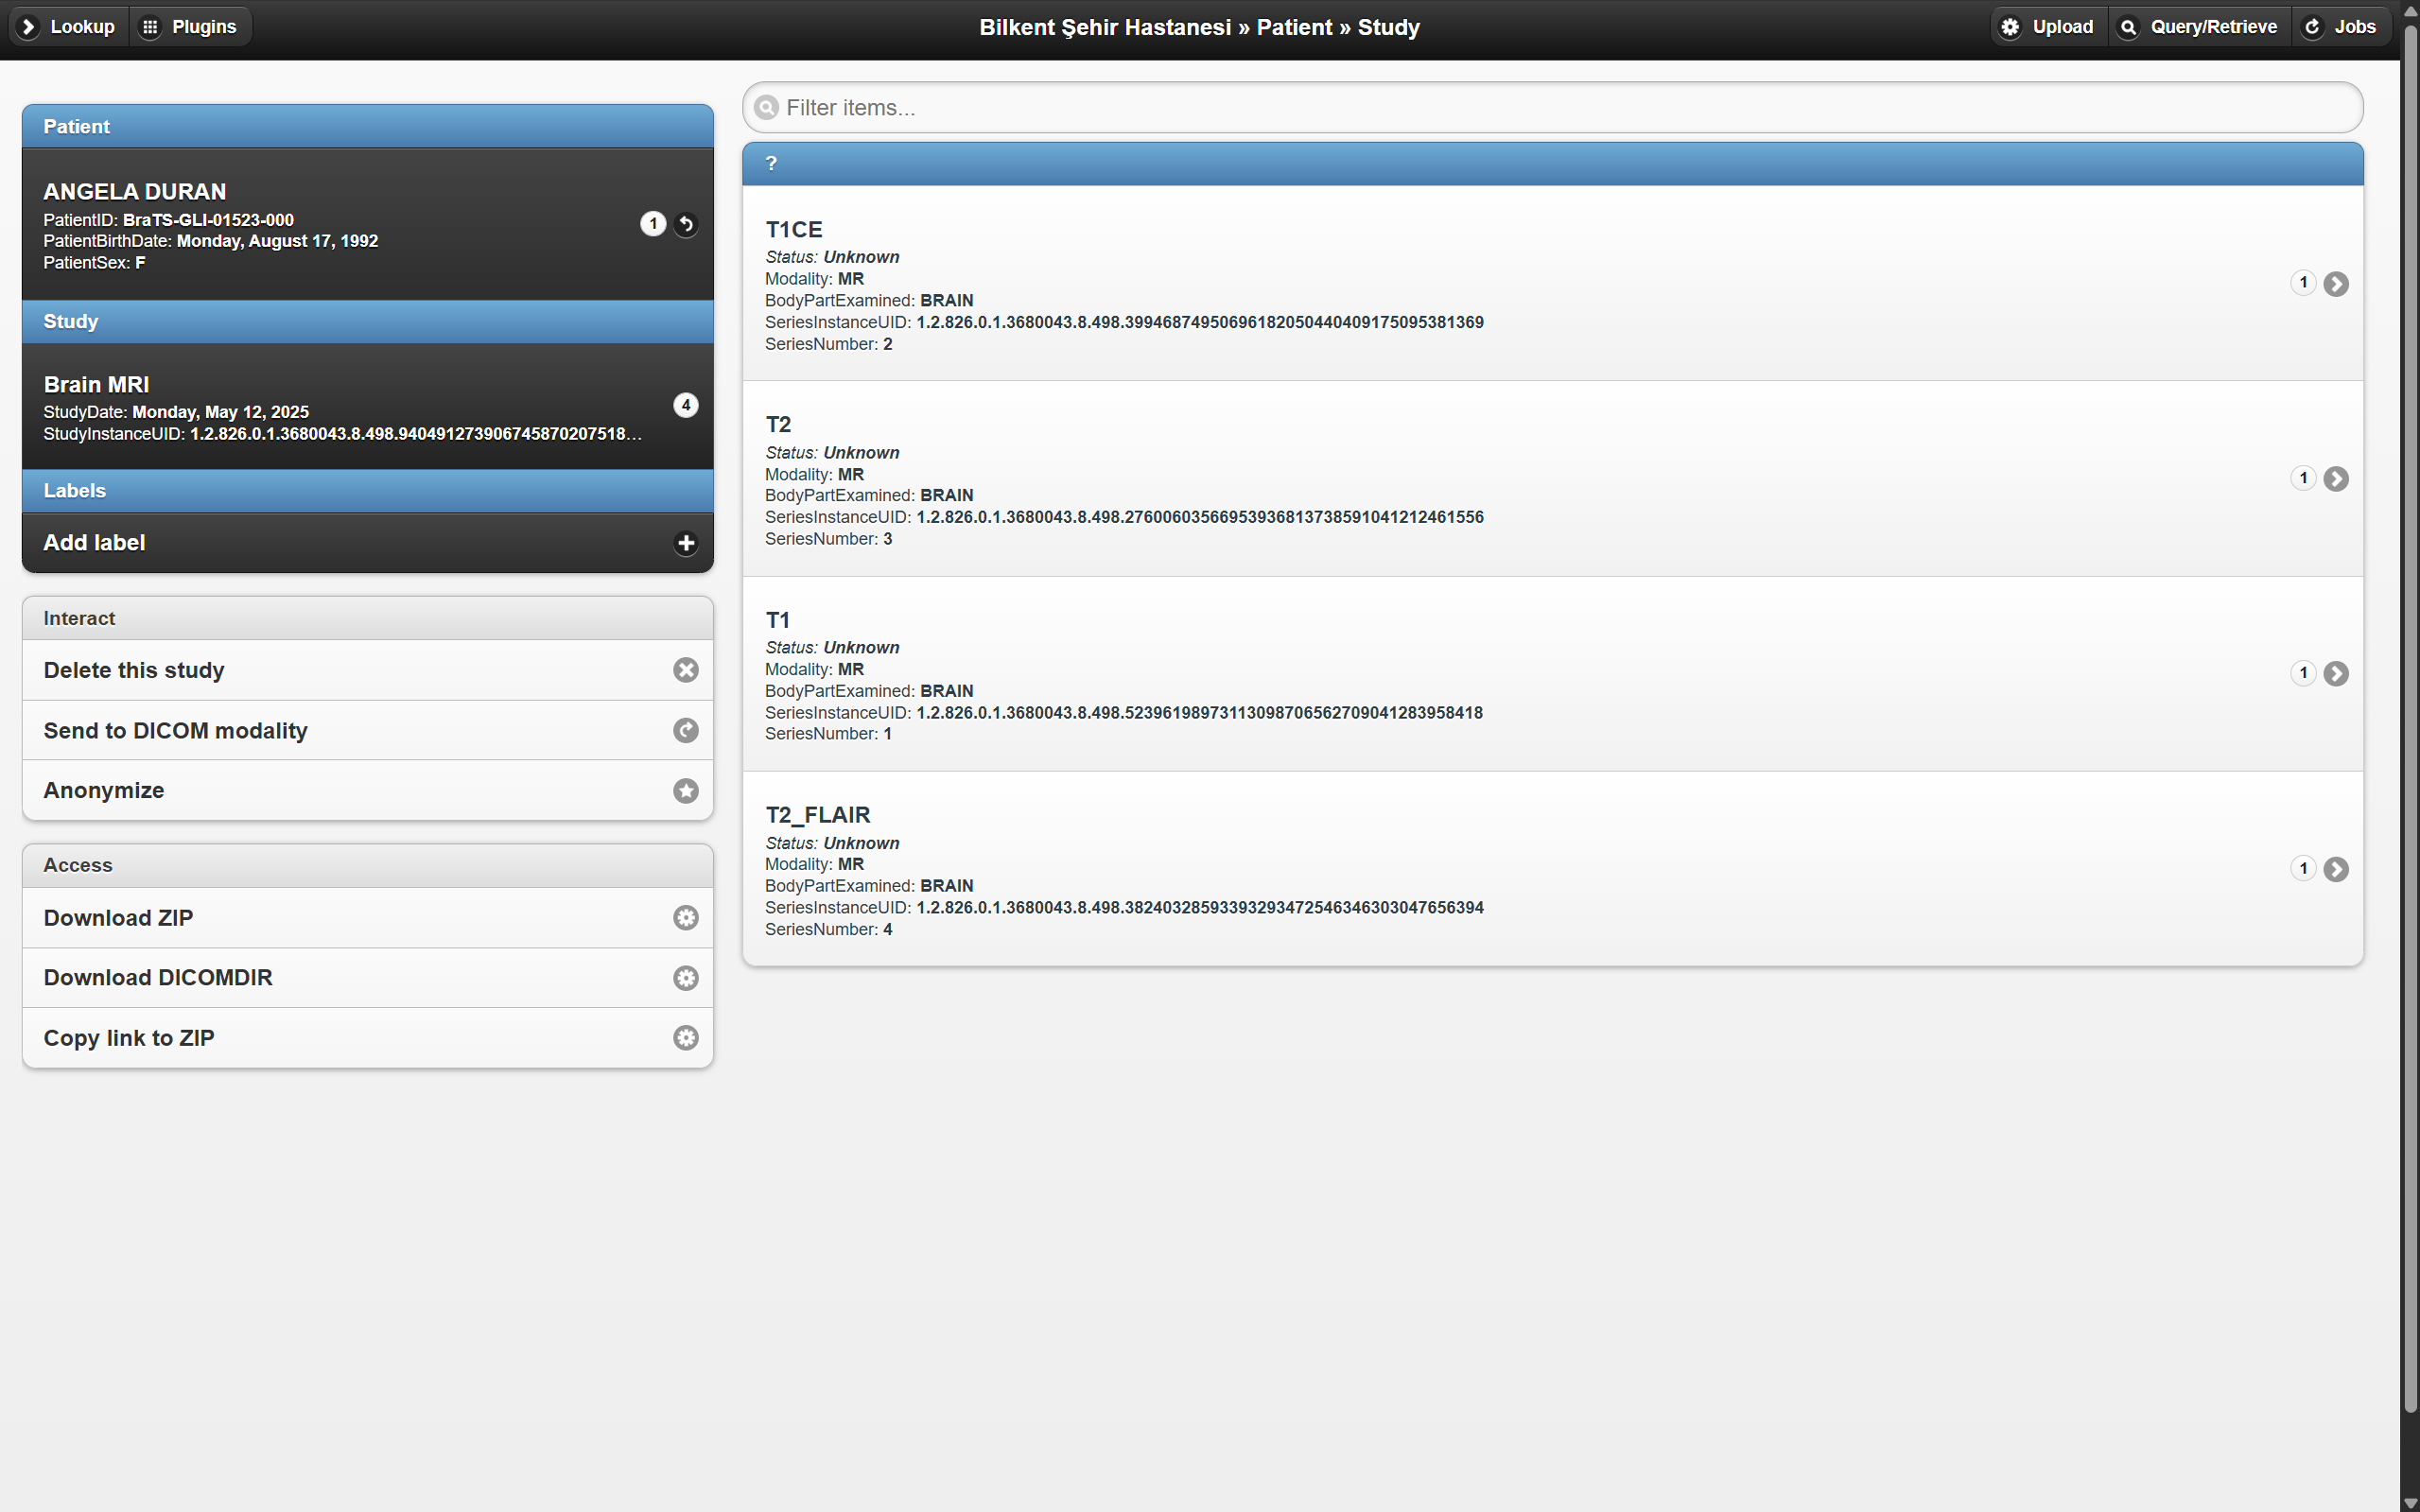 Lookup
Plugins
Bilkent Şehir Hastanesi » Patient » Study
Upload
Query/Retrieve
Jobs
Patient
ANGELA DURAN
PatientID: BraTS-GLI-01523-000
PatientBirthDate: Monday, August 17, 1992
PatientSex: F
1
Study
Brain MRI
StudyDate: Monday, May 12, 2025
StudyInstanceUID: 1.2.826.0.1.3680043.8.498.940491273906745870207518...
4
Labels
Add label
Interact
Delete this study
Send to DICOM modality
Anonymize
Access
Download ZIP
Download DICOMDIR
Copy link to ZIP
Filter items...
?
T1CE
Status: Unknown
Modality: MR
BodyPartExamined: BRAIN
SeriesInstanceUID: 1.2.826.0.1.3680043.8.498.39946874950696182050440409175095381369
SeriesNumber: 2
1
T2
Status: Unknown
Modality: MR
BodyPartExamined: BRAIN
SeriesInstanceUID: 1.2.826.0.1.3680043.8.498.27600603566953936813738591041212461556
SeriesNumber: 3
1
T1
Status: Unknown
Modality: MR
BodyPartExamined: BRAIN
SeriesInstanceUID: 1.2.826.0.1.3680043.8.498.52396198973113098706562709041283958418
SeriesNumber: 1
1
T2_FLAIR
Status: Unknown
Modality: MR
BodyPartExamined: BRAIN
SeriesInstanceUID: 1.2.826.0.1.3680043.8.498.38240328593393293472546346303047656394
SeriesNumber: 4
1